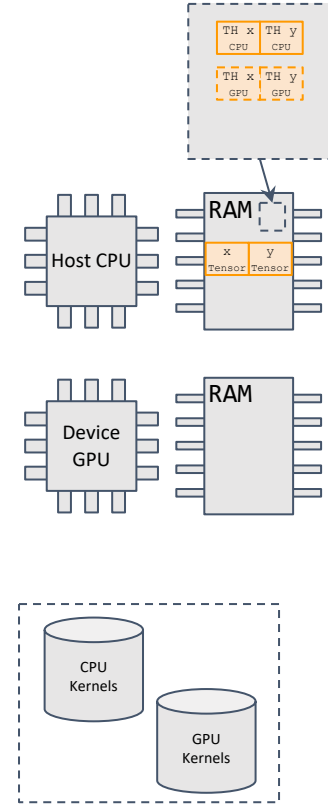 TH x TH y
CPU CPU
TH x TH y
GPU GPU
Host CPU
RAM
x y
Tensor Tensor
Device
GPU
RAM
CPU
Kernels
GPU
Kernels